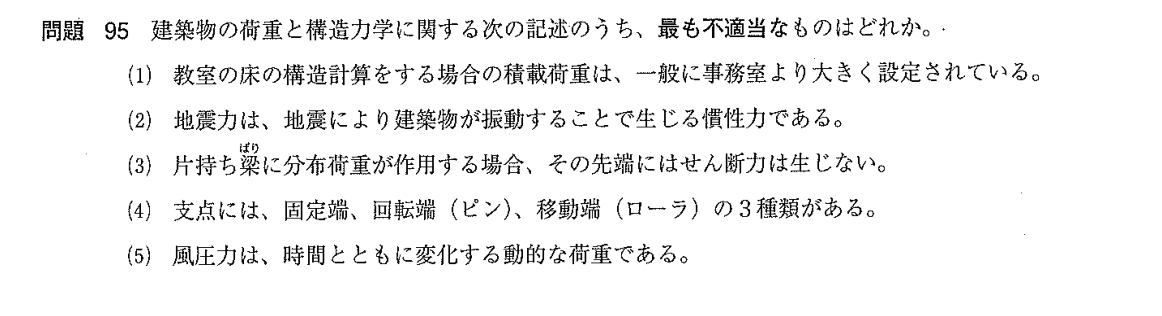 問題 95 建築物の荷重と構造力学に関する次の記述のうち、最も不適当なものはどれか。
(1) 教室の床の構造計算をする場合の積載荷重は、一般に事務室より大きく設定されている。
(2) 地震力は、地震により建築物が振動することで生じる慣性力である。
ばり
(3) 片持ち梁に分布荷重が作用する場合、その先端にはせん断力は生じない。
(4) 支点には、固定端、回転端（ピン）、移動端（ローラ）の3種類がある。
(5) 風圧力は、時間とともに変化する動的な荷重である。